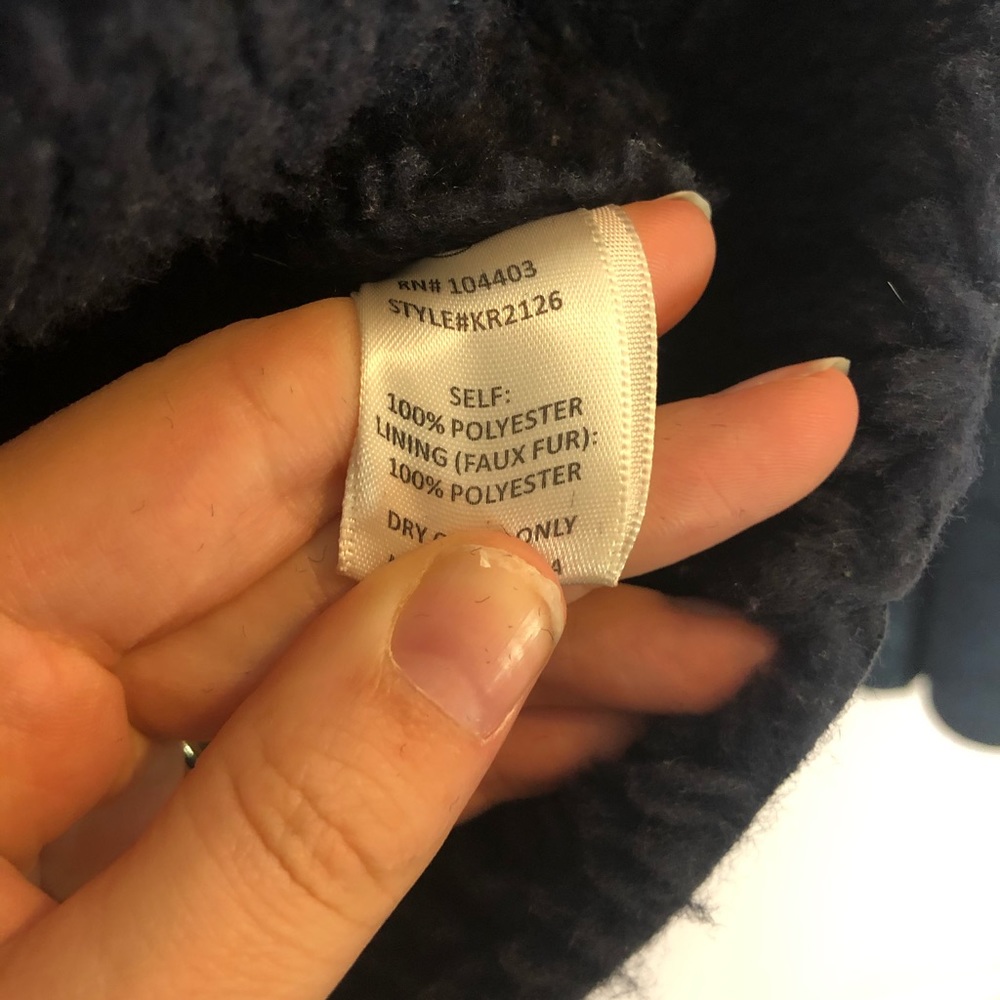 RN# 104403
STYLE#KR2126
SELF:
100% POLYESTER
LINING (FAUX FUR):
100% POLYESTER
DRY ONLY